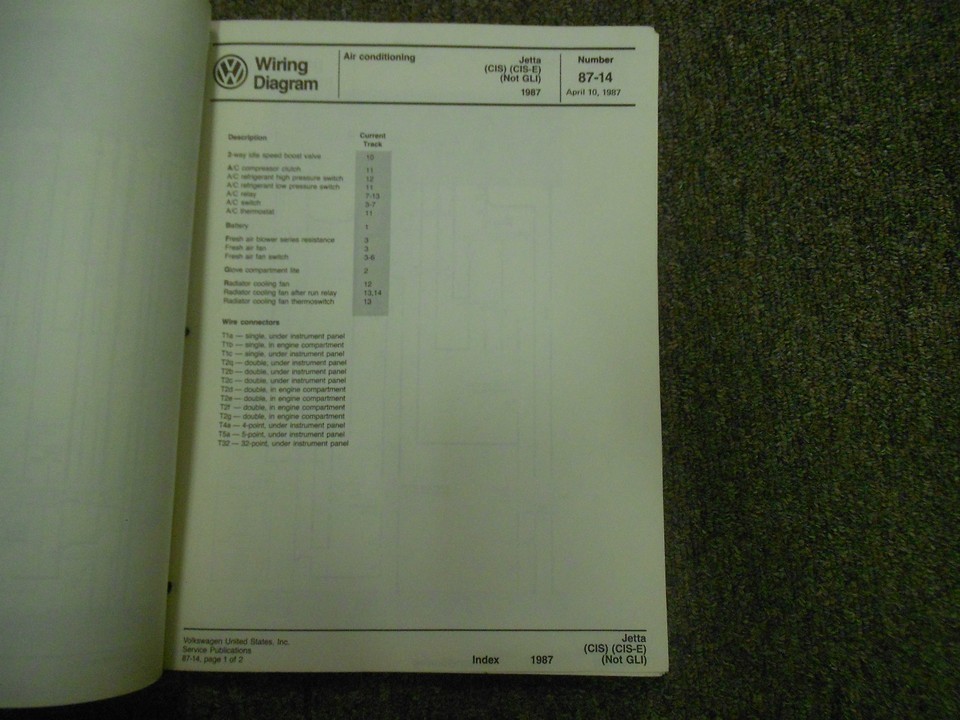 Wiring
Diagram
Air conditioning
Jetta
(CIS) (CIS-E)
(Not GLI)
1987
Number
87-14
April 10, 1987
Description Current
Track
2-way idle speed boost valve 10
A/C compressor clutch 11
A/C refrigerant high pressure switch 12
A/C refrigerant low pressure switch 11
A/C relay 7-13
A/C switch 3-7
A/C thermostat 11
Battery 1
Fresh air blower series resistance 3
Fresh air fan 3
Fresh air fan switch 3-6
Glove compartment lite 2
Radiator cooling fan 12
Radiator cooling fan after run relay 13,14
Radiator cooling fan thermoswitch 13
Wire connectors
T1a — single, under instrument panel
T1b — single, in engine compartment
T1c — single, under instrument panel
T2q — double, under instrument panel
T2b — double, under instrument panel
T2c — double, under instrument panel
T2d — double, in engine compartment
T2e — double, in engine compartment
T2f — double, in engine compartment
T2g — double, in engine compartment
T4a — 4-point, under instrument panel
T5a — 5-point, under instrument panel
T32 — 32-point, under instrument panel
Volkswagen United States, Inc.
Service Publications
87-14, page 1 of 2
Index 1987
Jetta
(CIS) (CIS-E)
(Not GLI)